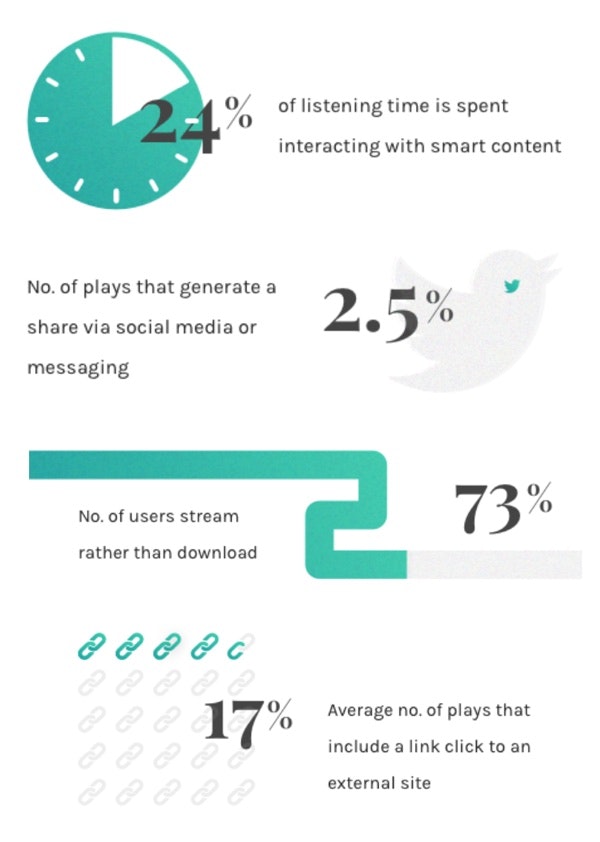 24%
of listening time is spent
interacting with smart content
No. of plays that generate a
share via social media or
messaging
2.5%
73%
No. of users stream
rather than download
17%
Average no. of plays that
include a link click to an
external site